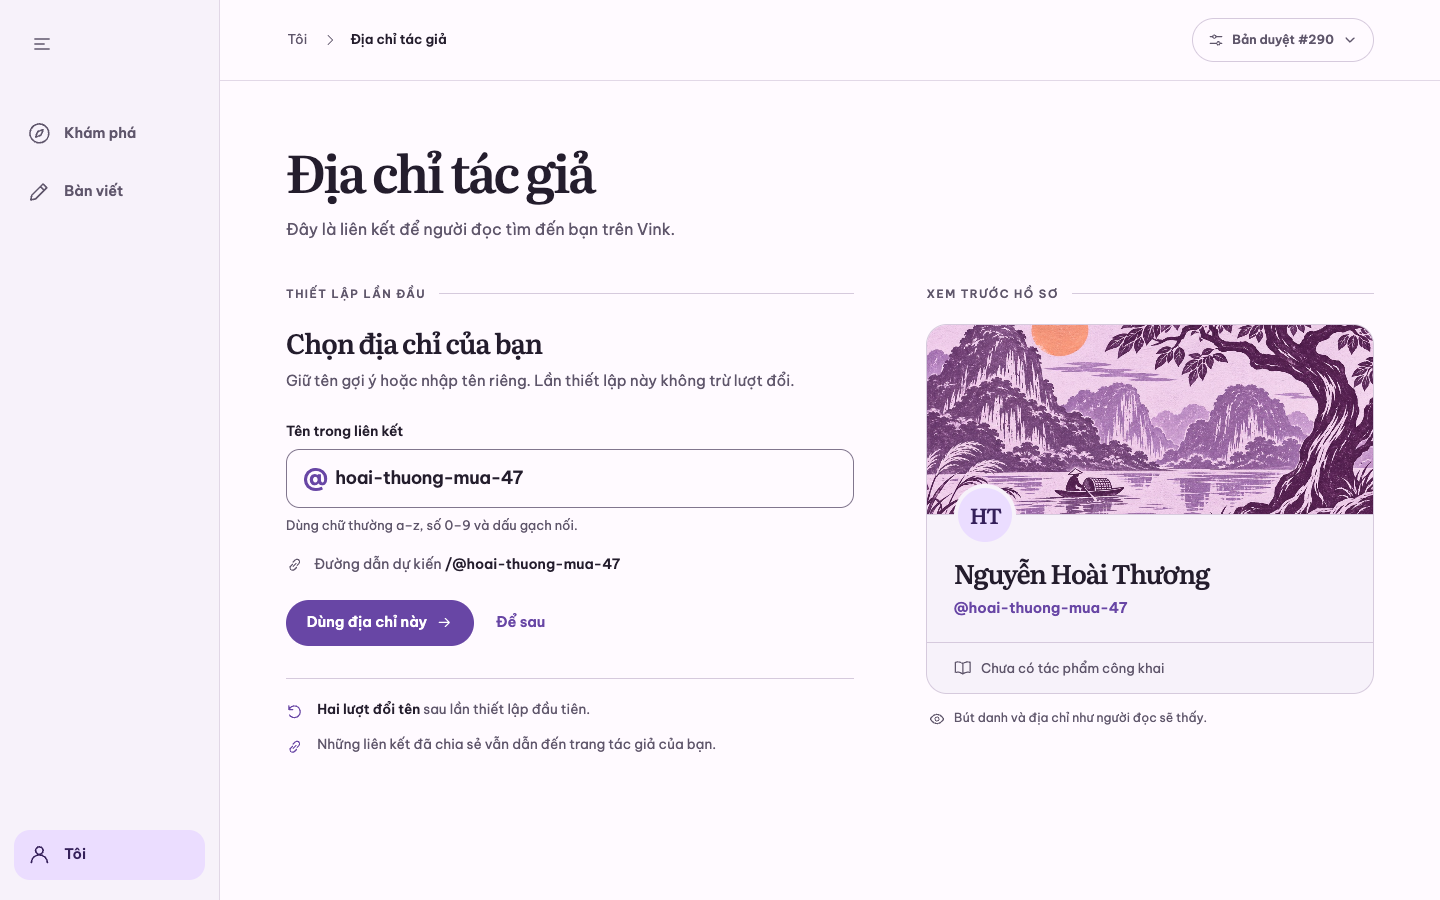 Tôi
Địa chỉ tác giả
Bản duyệt #290
Khám phá
Bàn viết
Địa chỉ tác giả
Đây là liên kết để người đọc tìm đến bạn trên Vink.
THIẾT LẬP LẦN ĐẦU
Chọn địa chỉ của bạn
Giữ tên gợi ý hoặc nhập tên riêng. Lần thiết lập này không trừ lượt đổi.
Tên trong liên kết
@ hoai-thuong-mua-47
Dùng chữ thường a–z, số 0–9 và dấu gạch nối.
Đường dẫn dự kiến /@hoai-thuong-mua-47
Dùng địa chỉ này
Để sau
Hai lượt đổi tên sau lần thiết lập đầu tiên.
Những liên kết đã chia sẻ vẫn dẫn đến trang tác giả của bạn.
XEM TRƯỚC HỒ SƠ
HT
Nguyễn Hoài Thương
@hoai-thuong-mua-47
Chưa có tác phẩm công khai
Bút danh và địa chỉ như người đọc sẽ thấy.
Tôi